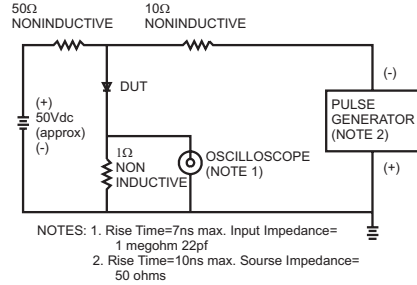 50Ω
NONINDUCTIVE
10Ω
NONINDUCTIVE
(+)
50Vdc
(approx)
(-)
DUT
1Ω
NON
INDUCTIVE
OSCILLOSCOPE
(NOTE 1)
(-)
PULSE
GENERATOR
(NOTE 2)
(+)
NOTES: 1. Rise Time=7ns max. Input Impedance=
1 megohm 22pf
2. Rise Time=10ns max. Sourse Impedance=
50 ohms